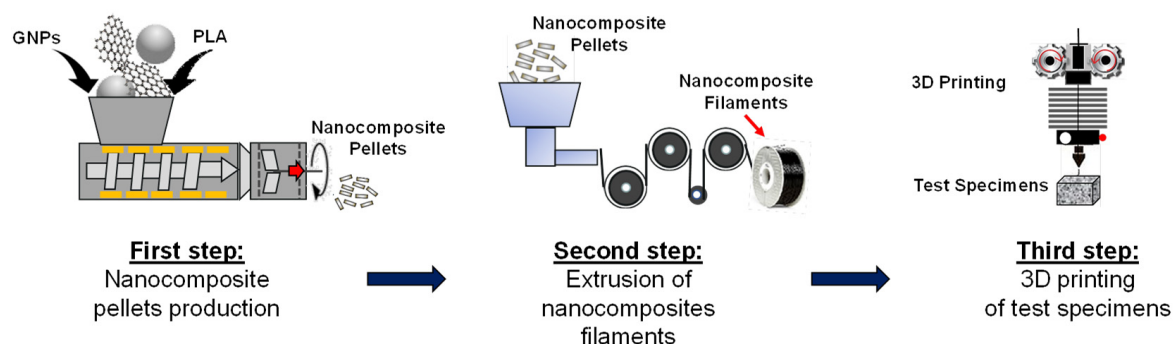 GNPs
PLA
Nanocomposite
Pellets
First step:
Nanocomposite
pellets production
Nanocomposite
Pellets
Nanocomposite
Filaments
Second step:
Extrusion of
nanocomposites
filaments
3D Printing
Test Specimens
Third step:
3D printing
of test specimens